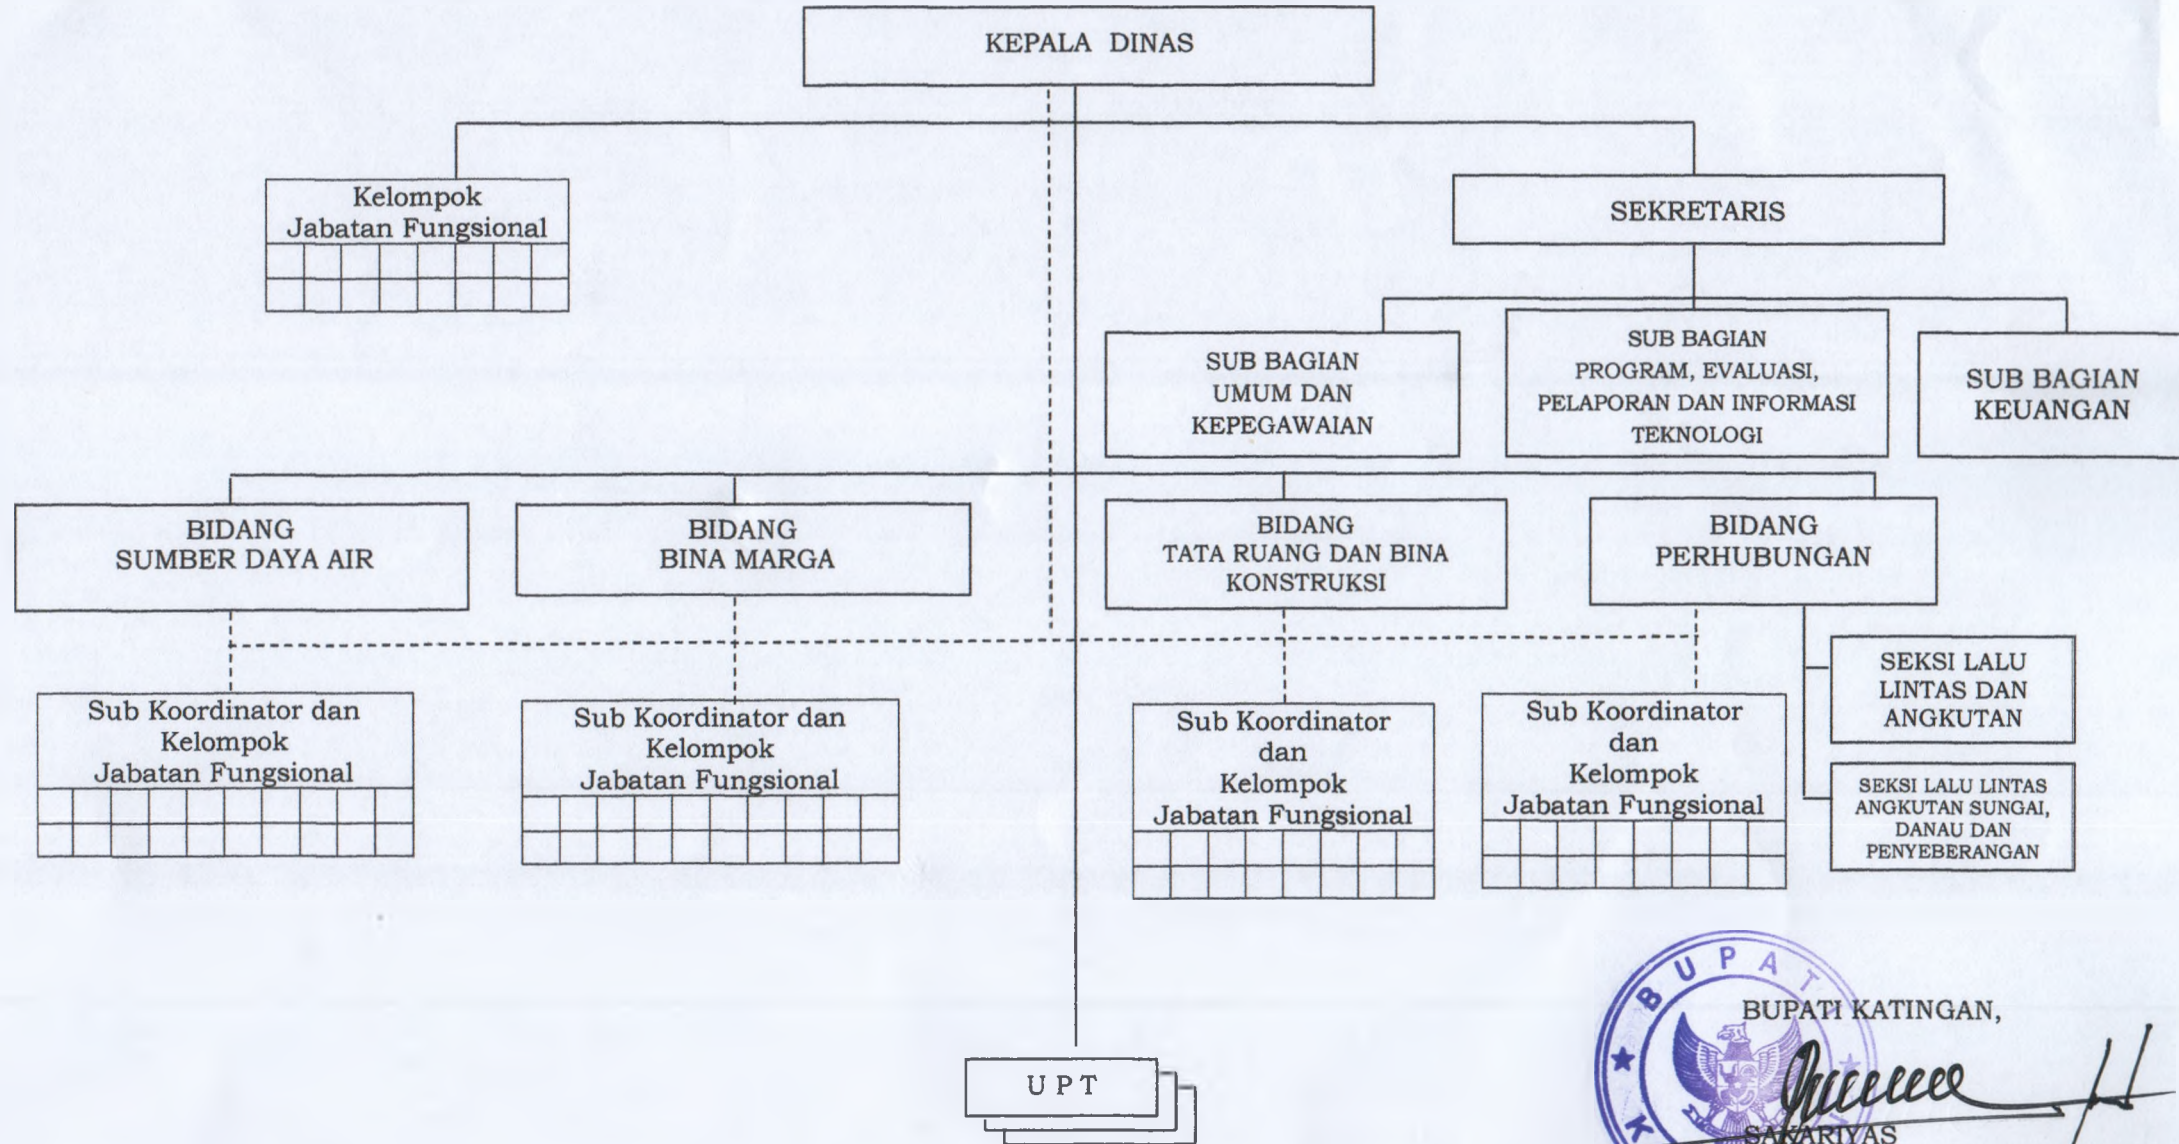 KEPALA DINAS
Kelompok
Jabatan Fungsional
SEKRETARIS
SUB BAGIAN
UMUM DAN
KEPEGAWAIAN
SUB BAGIAN
PROGRAM, EVALUASI,
PELAPORAN DAN INFORMASI
TEKNOLOGI
SUB BAGIAN
KEUANGAN
BIDANG
SUMBER DAYA AIR
BIDANG
BINA MARGA
BIDANG
TATA RUANG DAN BINA
KONSTRUKSI
BIDANG
PERHUBUNGAN
Sub Koordinator dan
Kelompok
Jabatan Fungsional
Sub Koordinator dan
Kelompok
Jabatan Fungsional
Sub Koordinator
dan
Kelompok
Jabatan Fungsional
Sub Koordinator
dan
Kelompok
Jabatan Fungsional
SEKSI LALU
LINTAS DAN
ANGKUTAN
SEKSI LALU LINTAS
ANGKUTAN SUNGAI,
DANAU DAN
PENYEBERANGAN
UPT
BUPATI
BUPATI KATINGAN,
SAKARIYAS